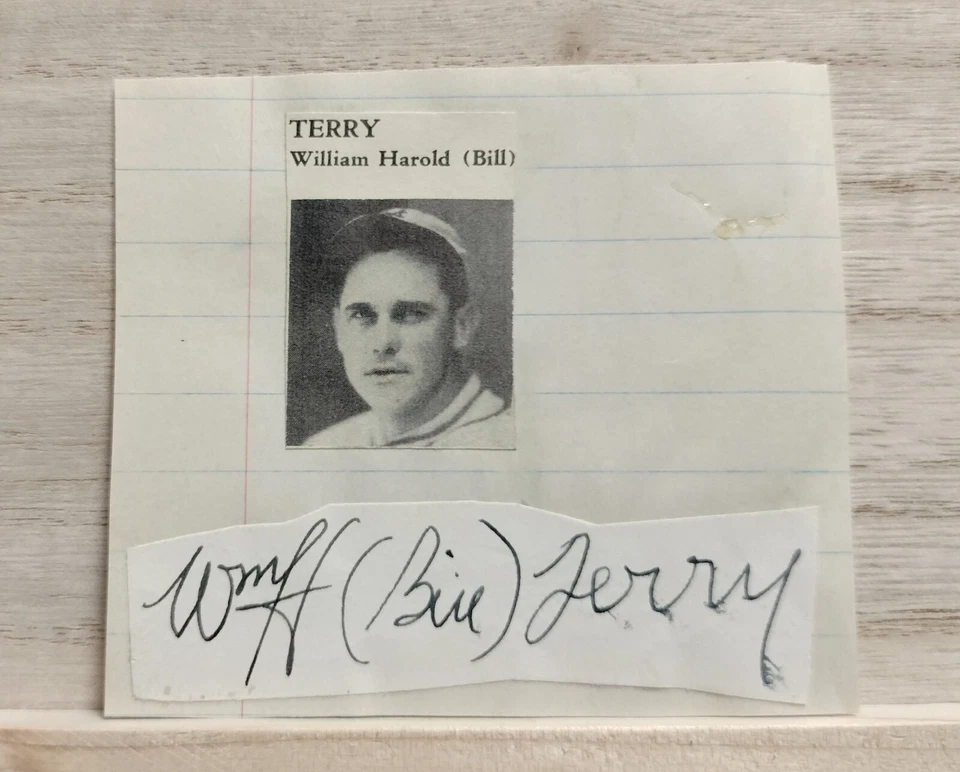 TERRY
William Harold (Bill)
Wm H (Bill) Terry